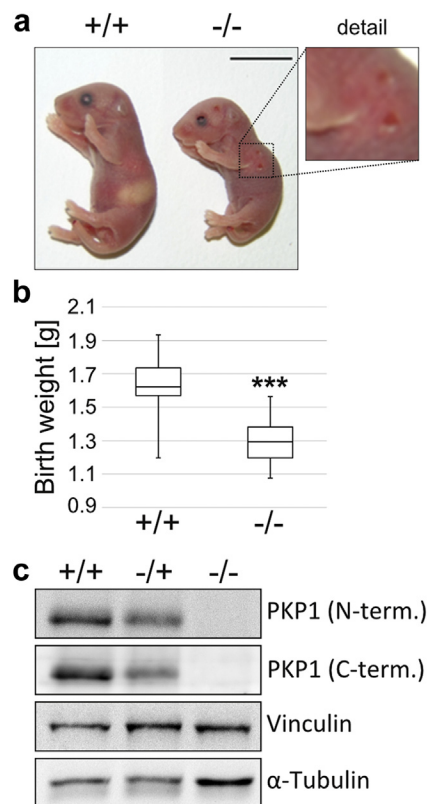 a
+/+ -/- detail
b
Birth weight [g]
2.1
1.9
1.7
1.5
1.3
1.1
0.9
***
+/+ -/-
c
+/+ -/+ -/-
PKP1 (N-term.)
PKP1 (C-term.)
Vinculin
α-Tubulin